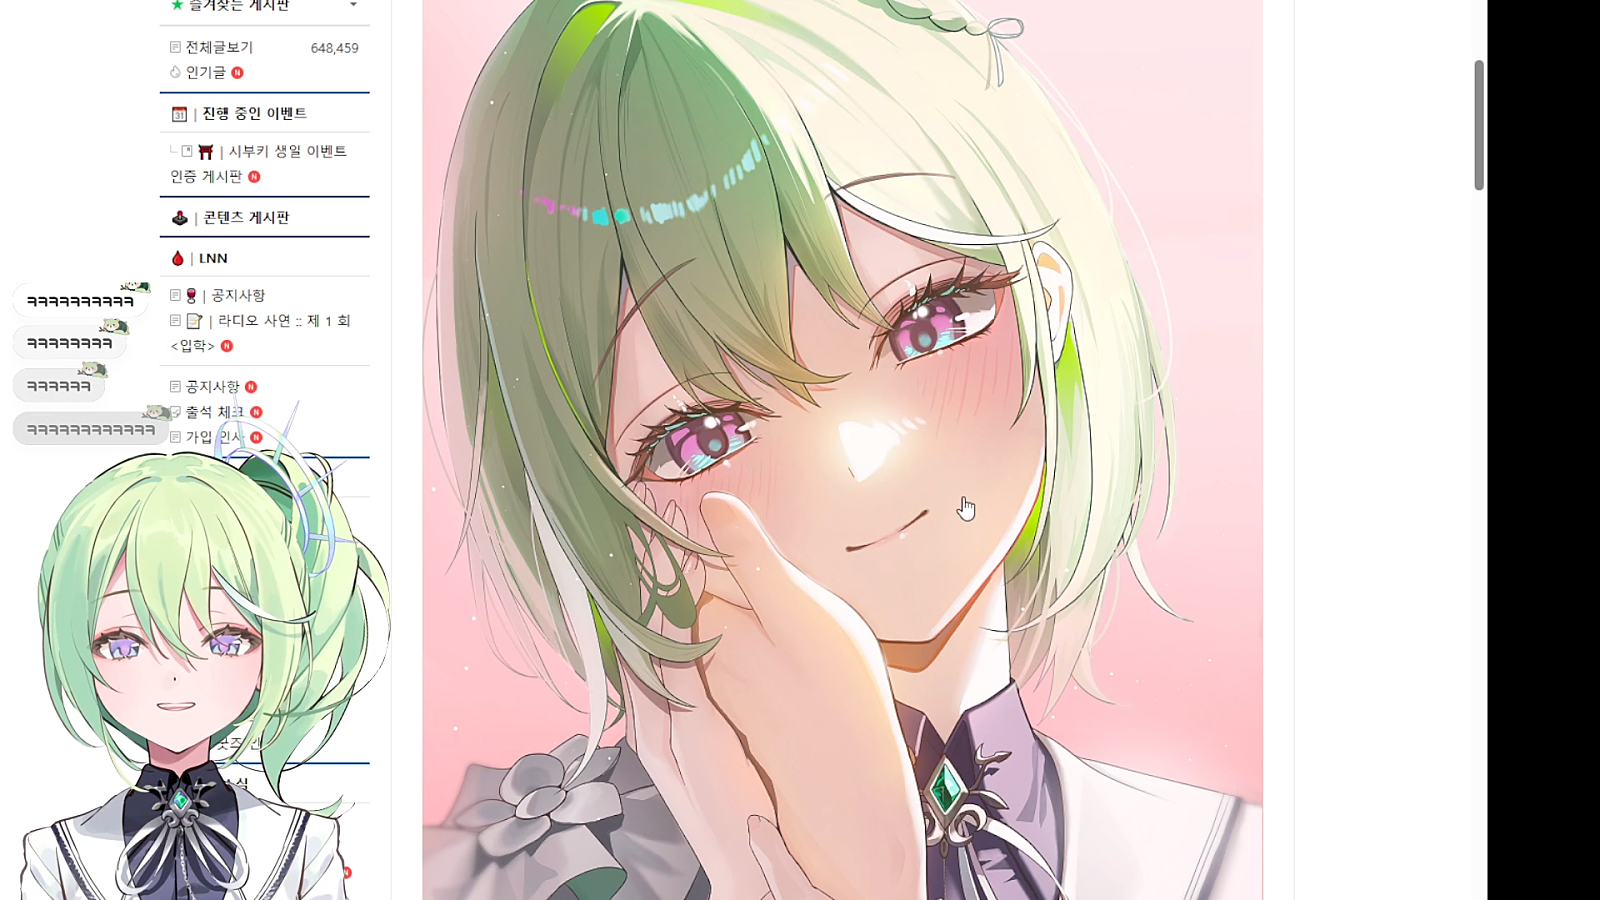 즐겨찾는 게시판
전체글보기 648,459
인기글 N
31 | 진행 중인 이벤트
| 시부키 생일 이벤트
인증 게시판 N
| 콘텐츠 게시판
| LNN
| 공지사항
| 라디오 사연 :: 제 1 회
<입학> N
공지사항 N
출석 체크 N
가입 인사 N
굿즈
ㅋㅋㅋㅋㅋㅋㅋㅋㅋㅋ
ㅋㅋㅋㅋㅋㅋㅋㅋ
ㅋㅋㅋㅋㅋㅋ
ㅋㅋㅋㅋㅋㅋㅋㅋㅋㅋㅋㅋ